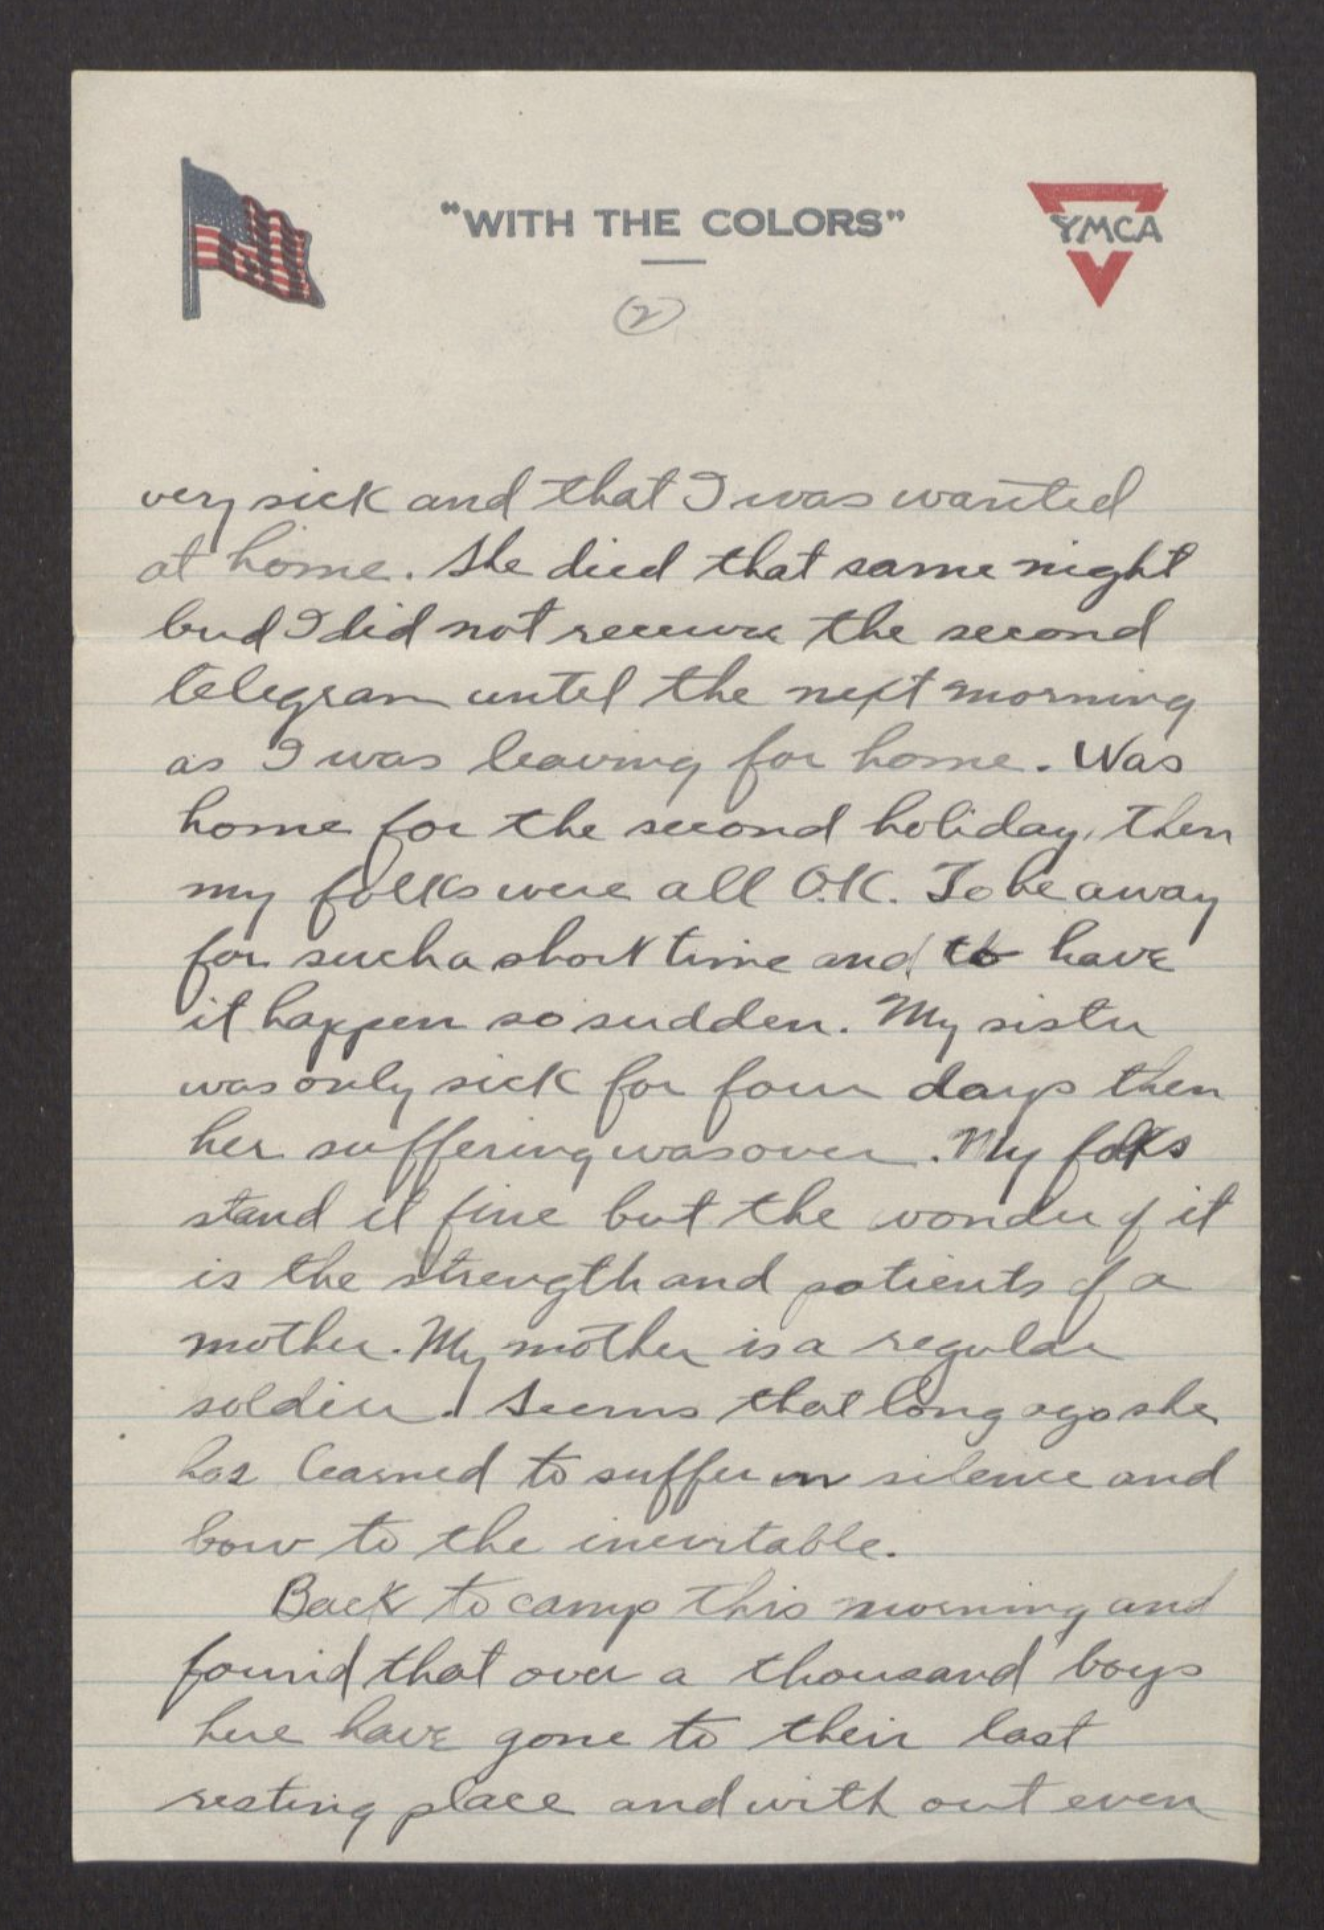 "WITH THE COLORS"
YMCA
2
very sick and that I was wanted
at home. She died that same night
bud I did not receive the second
telegram until the next morning
as I was leaving for home. Was
home for the second holiday, then
my folks were all O.K. To be away
for such a short time and to have
it happen so sudden. My sister
was only sick for four days then
her suffering was over. My folks
stand it fine but the wonder of it
is the strength and patients of a
mother. My mother is a regular
soldier. Seems that long ago she
has learned to suffer in silence and
bow to the inevitable.
Back to camp this morning and
found that over a thousand boys
here have gone to their last
resting place and with out even